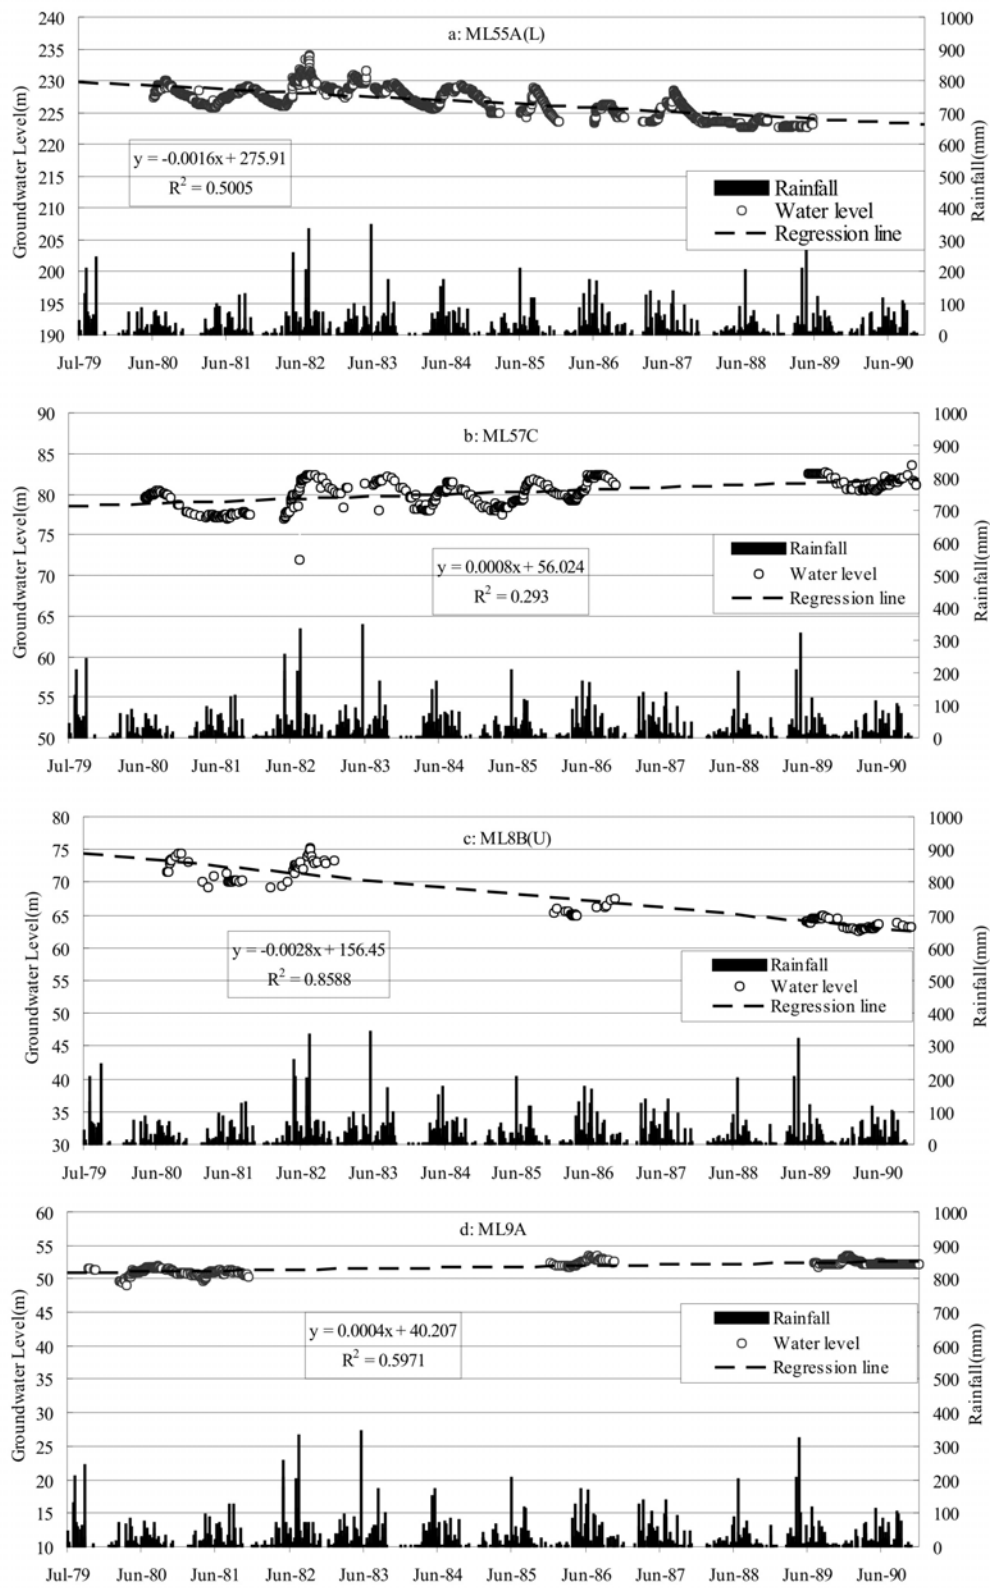 a: ML55A(L)
Groundwater Level(m)
240
235
230
225
220
215
210
205
200
195
190
y = -0.0016x + 275.91
R² = 0.5005
Rainfall
Water level
Regression line
1000
900
800
700
600
500
400
300
200
100
0
Rainfall(mm)
Jul-79 Jun-80 Jun-81 Jun-82 Jun-83 Jun-84 Jun-85 Jun-86 Jun-87 Jun-88 Jun-89 Jun-90
b: ML57C
Groundwater Level(m)
90
85
80
75
70
65
60
55
50
y = 0.0008x + 56.024
R² = 0.293
Rainfall
Water level
Regression line
1000
900
800
700
600
500
400
300
200
100
0
Rainfall(mm)
Jul-79 Jun-80 Jun-81 Jun-82 Jun-83 Jun-84 Jun-85 Jun-86 Jun-87 Jun-88 Jun-89 Jun-90
c: ML8B(U)
Groundwater Level(m)
80
75
70
65
60
55
50
45
40
35
30
y = -0.0028x + 156.45
R² = 0.8588
Rainfall
Water level
Regression line
1000
900
800
700
600
500
400
300
200
100
0
Rainfall(mm)
Jul-79 Jun-80 Jun-81 Jun-82 Jun-83 Jun-84 Jun-85 Jun-86 Jun-87 Jun-88 Jun-89 Jun-90
d: ML9A
Groundwater Level(m)
60
55
50
45
40
35
30
25
20
15
10
y = 0.0004x + 40.207
R² = 0.5971
Rainfall
Water level
Regression line
1000
900
800
700
600
500
400
300
200
100
0
Rainfall(mm)
Jul-79 Jun-80 Jun-81 Jun-82 Jun-83 Jun-84 Jun-85 Jun-86 Jun-87 Jun-88 Jun-89 Jun-90